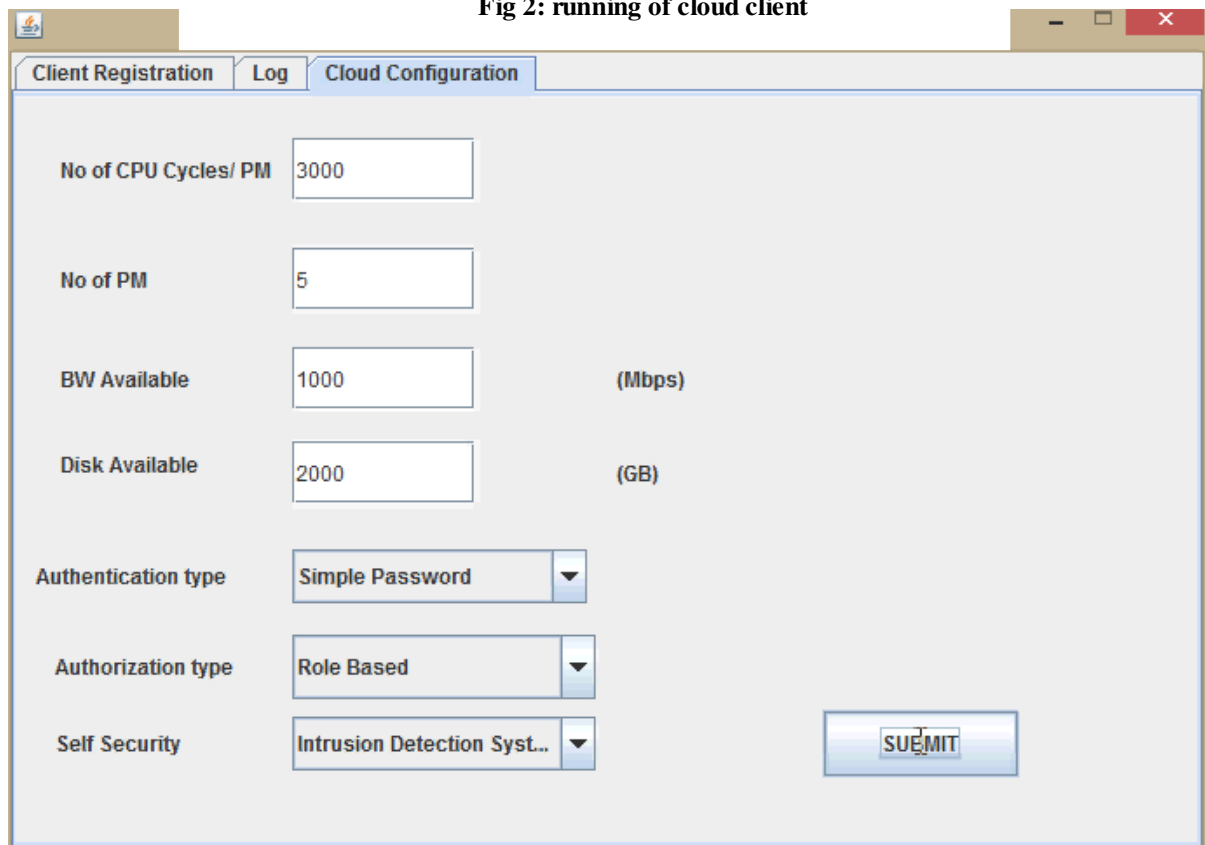 Fig 2: running of cloud client
Client Registration Log Cloud Configuration
No of CPU Cycles/ PM 3000
No of PM 5
BW Available 1000 (Mbps)
Disk Available 2000 (GB)
Authentication type Simple Password
Authorization type Role Based
Self Security Intrusion Detection Syst...
SUBMIT